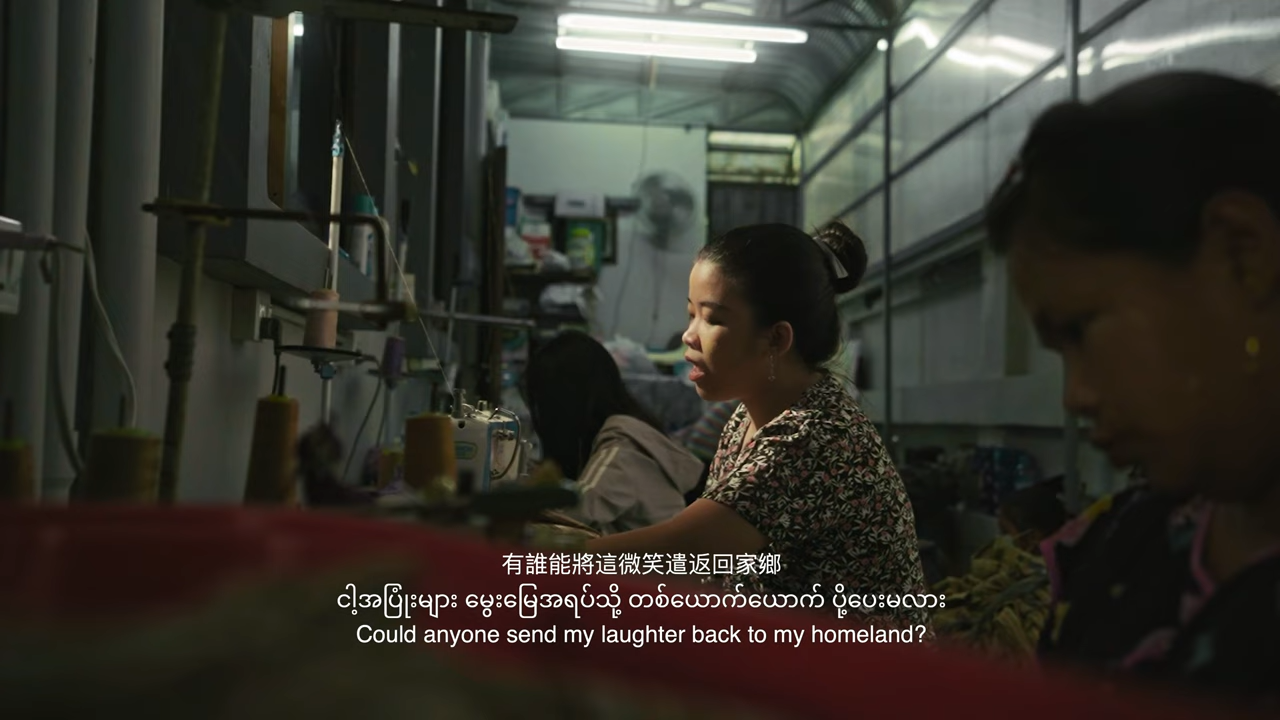 有誰能將這微笑遣返回家鄉
ငါ့အပြုံးများ မွေးမြေအရပ်သို့ တစ်ယောက်ယောက် ပို့ပေးမလား
Could anyone send my laughter back to my homeland?